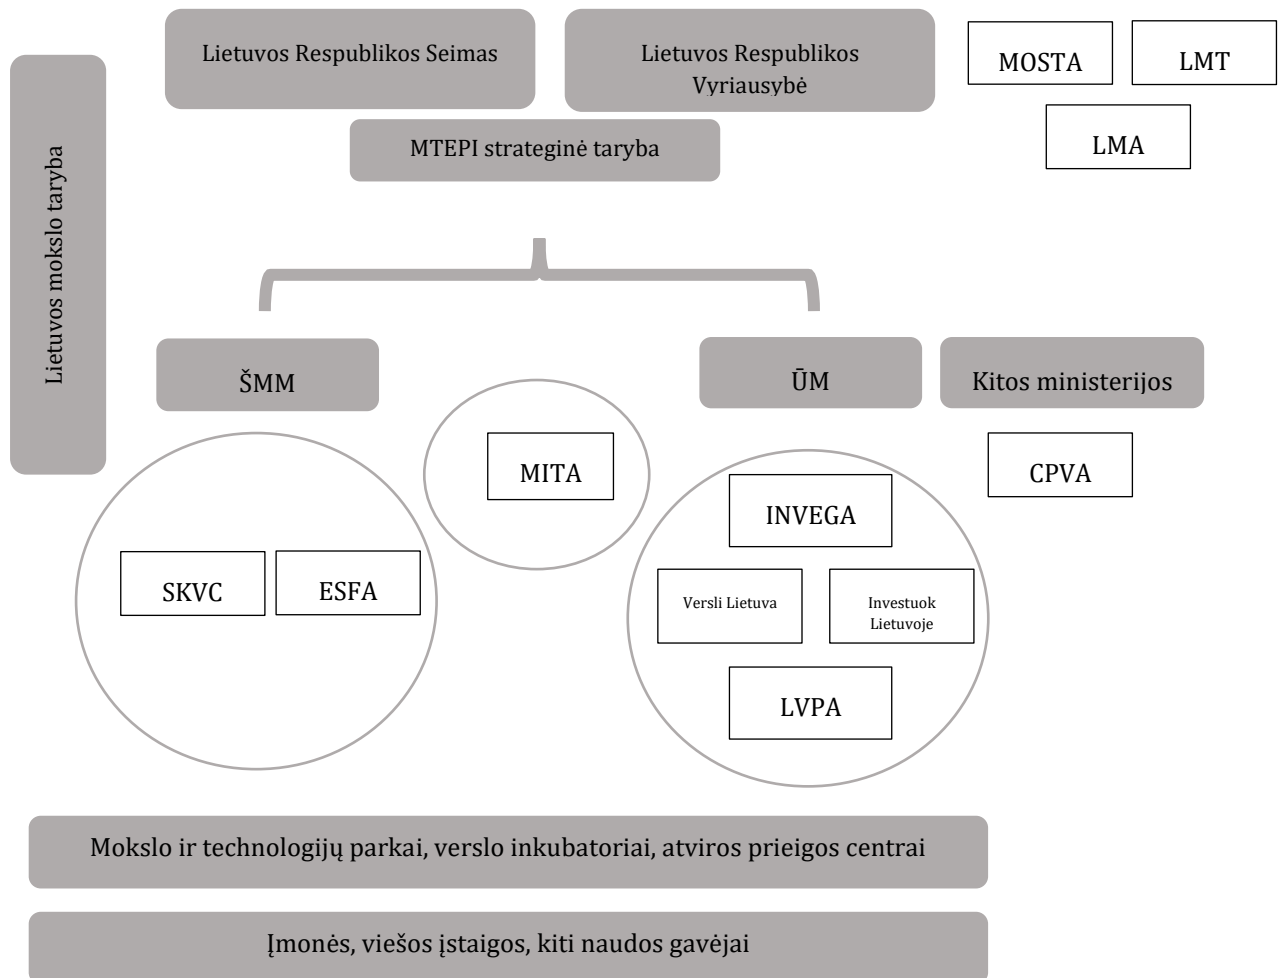 Lietuvos Respublikos Seimas
Lietuvos Respublikos
Vyriausybė
MOSTA
LMT
LMA
MTEPI strateginė taryba
Lietuvos mokslo taryba
ŠMM
ŪM
Kitos ministerijos
MITA
CPVA
INVEGA
SKVC
ESFA
Versli Lietuva
Investuok
Lietuvoje
LVPA
Mokslo ir technologijų parkai, verslo inkubatoriai, atviros prieigos centrai
Įmonės, viešos įstaigos, kiti naudos gavėjai